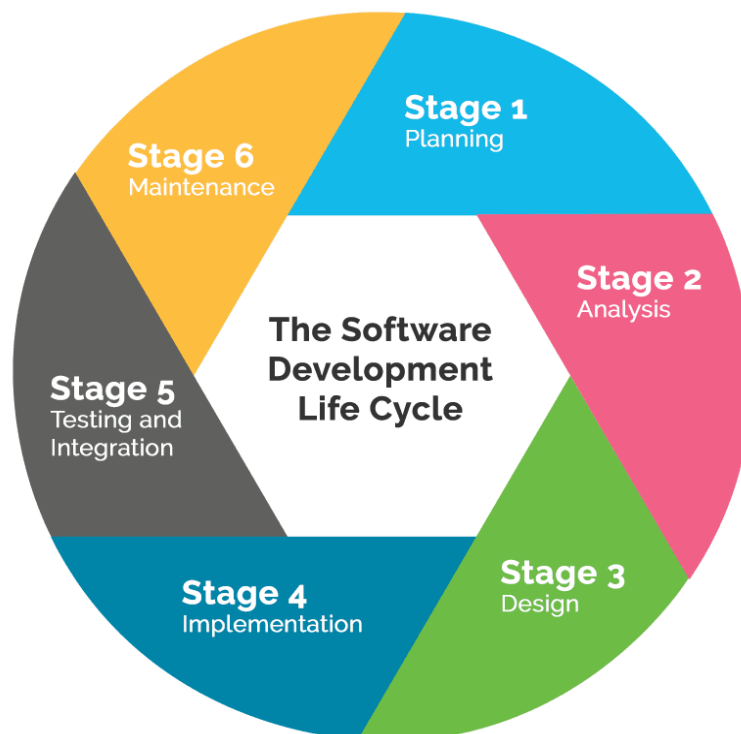 Stage 1
Planning
Stage 2
Analysis
Stage 3
Design
Stage 4
Implementation
Stage 5
Testing and
Integration
Stage 6
Maintenance
The Software
Development
Life Cycle